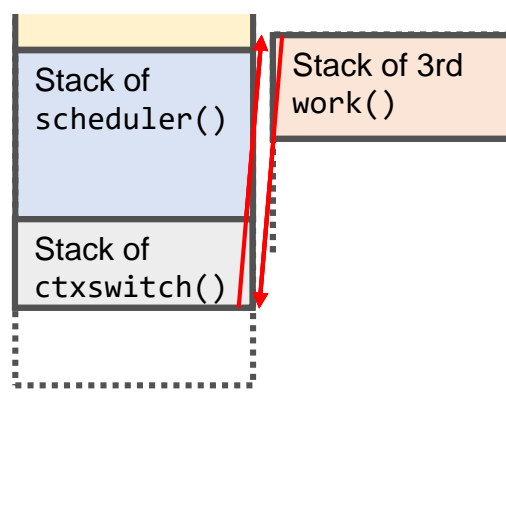 Stack of
scheduler()
Stack of
ctxswitch()
Stack of 3rd
work()